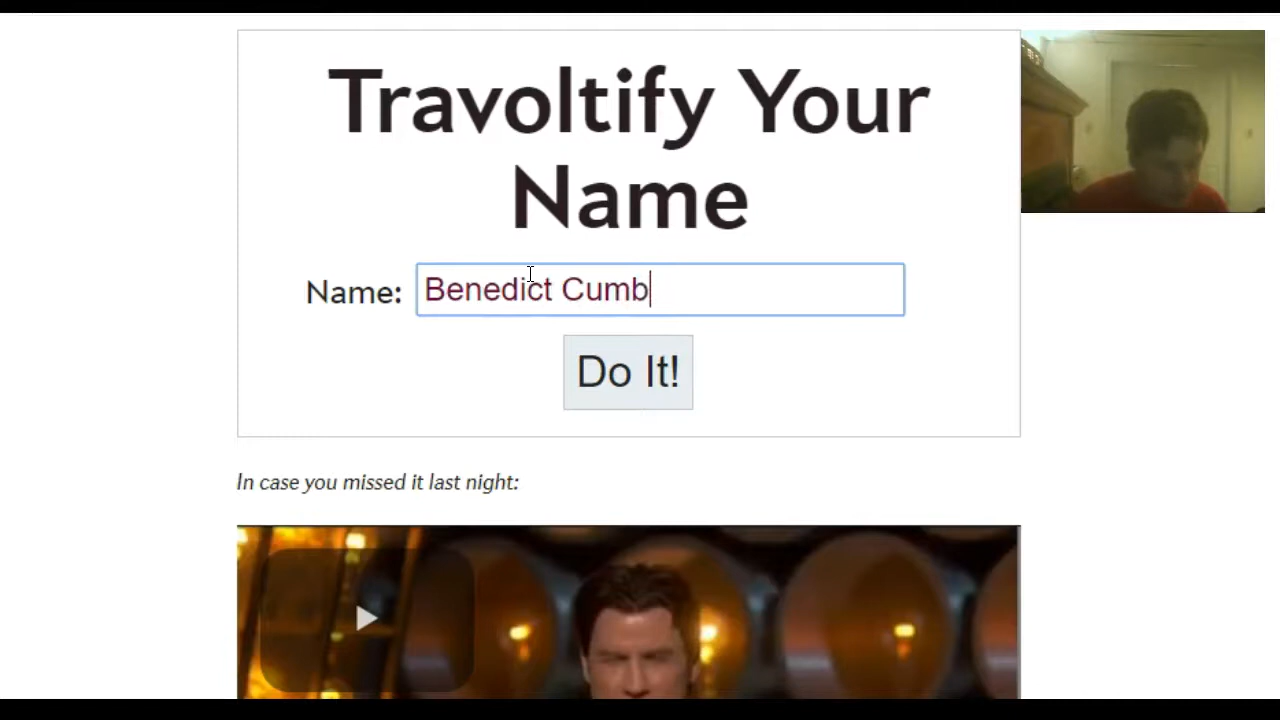 Travoltify Your
Name
Name: Benedict Cumb
Do It!
In case you missed it last night: